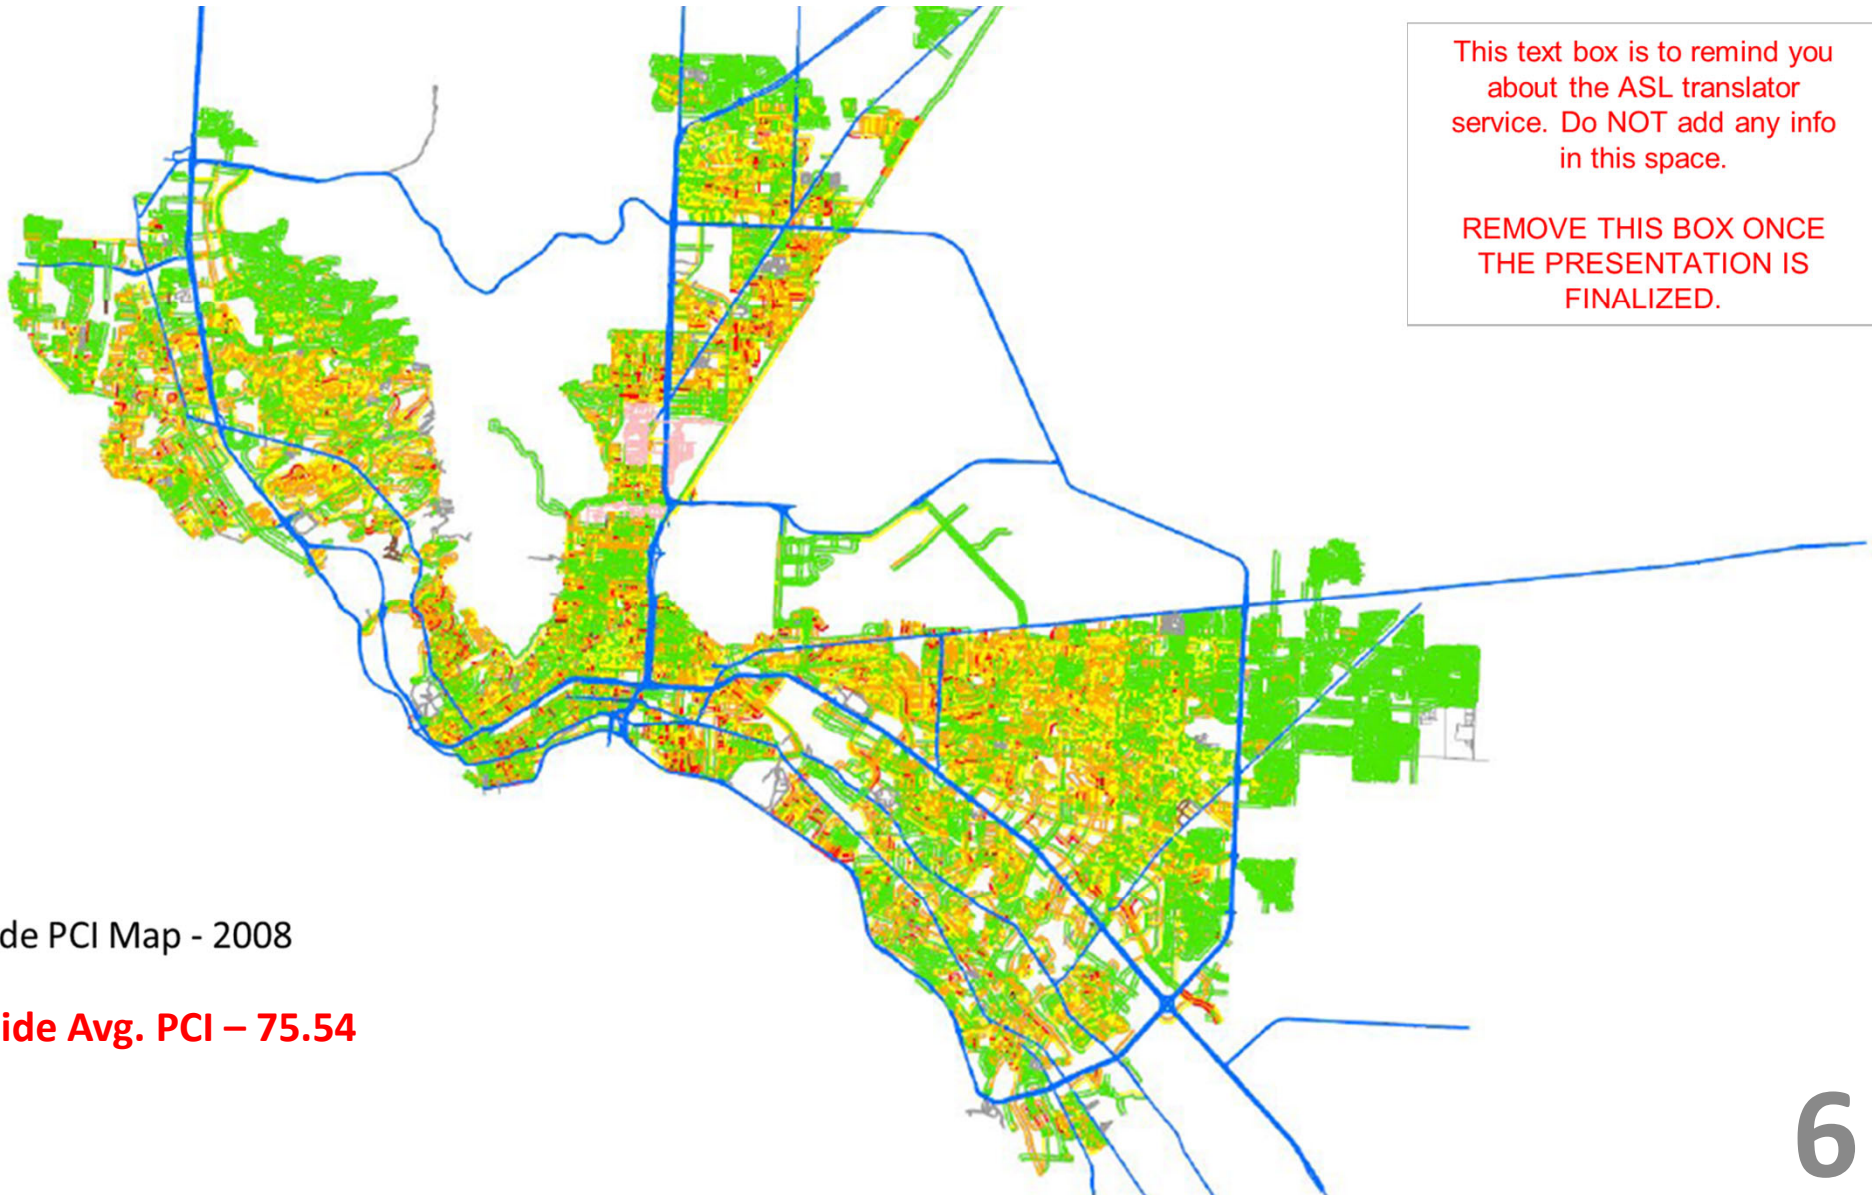 This text box is to remind you
about the ASL translator
service. Do NOT add any info
in this space.
REMOVE THIS BOX ONCE
THE PRESENTATION IS
FINALIZED.
de PCI Map - 2008
ide Avg. PCI – 75.54
6